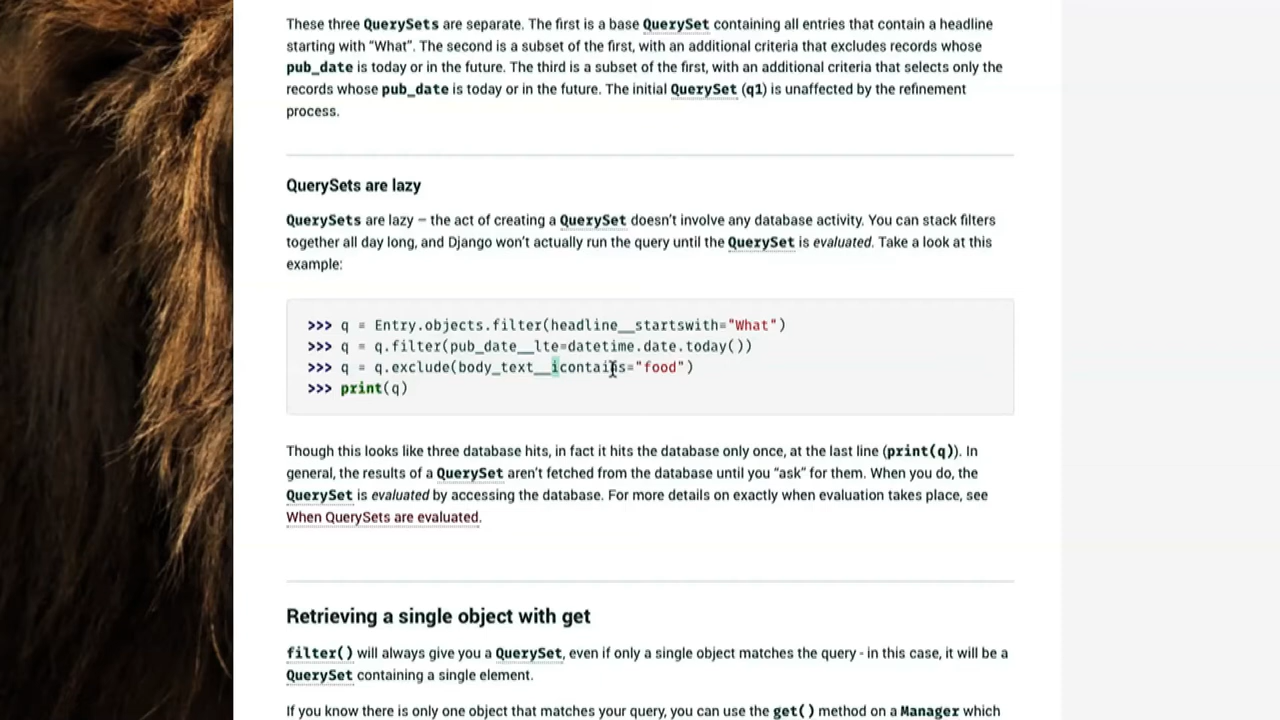 These three QuerySets are separate. The first is a base QuerySet containing all entries that contain a headline
starting with “What”. The second is a subset of the first, with an additional criteria that excludes records whose
pub_date is today or in the future. The third is a subset of the first, with an additional criteria that selects only the
records whose pub_date is today or in the future. The initial QuerySet (q1) is unaffected by the refinement
process.
QuerySets are lazy
QuerySets are lazy – the act of creating a QuerySet doesn’t involve any database activity. You can stack filters
together all day long, and Django won’t actually run the query until the QuerySet is evaluated. Take a look at this
example:
>>> q = Entry.objects.filter(headline__startswith="What")
>>> q = q.filter(pub_date__lte=datetime.date.today())
>>> q = q.exclude(body_text__icontains="food")
>>> print(q)
Though this looks like three database hits, in fact it hits the database only once, at the last line (print(q)). In
general, the results of a QuerySet aren’t fetched from the database until you “ask” for them. When you do, the
QuerySet is evaluated by accessing the database. For more details on exactly when evaluation takes place, see
When QuerySets are evaluated.
Retrieving a single object with get
filter() will always give you a QuerySet, even if only a single object matches the query - in this case, it will be a
QuerySet containing a single element.
If you know there is only one object that matches your query, you can use the get() method on a Manager which